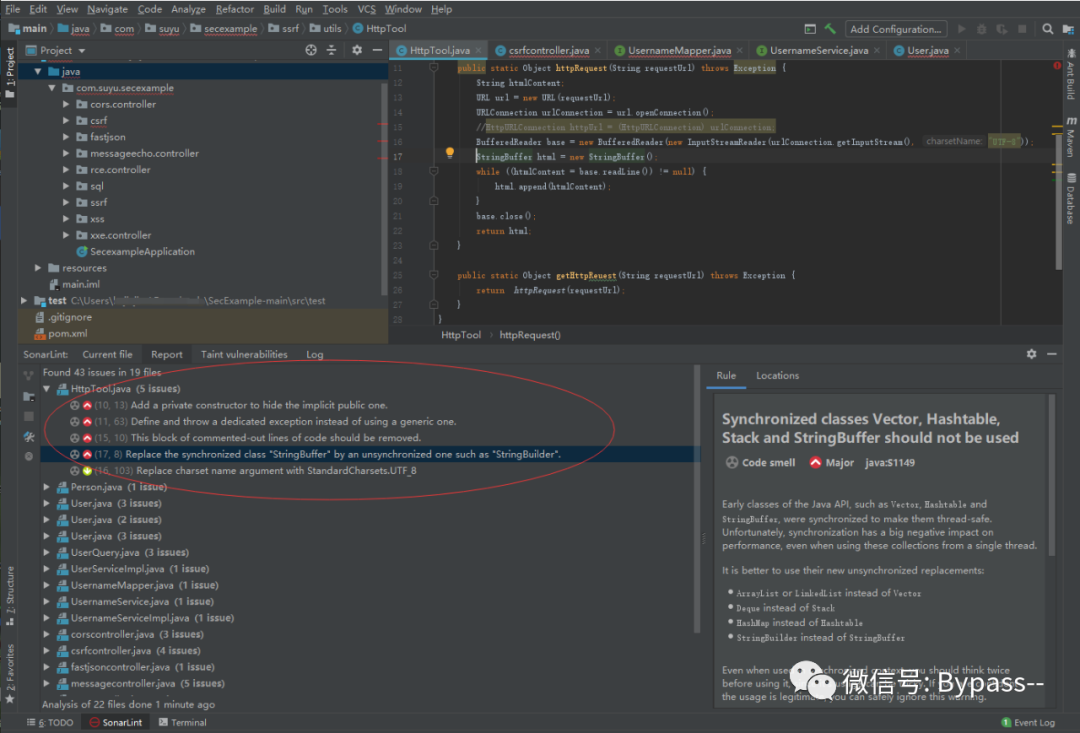 File Edit View Navigate Code Analyze Refactor Build Run Tools VCS Window Help
main java com suyu secexample ssrf utils HttpTool
Add Configuration...
Project
HttpTool.java csrfcontroller.java UsernameMapper.java UsernameService.java User.java
1: Project
java
com.suyu.secexample
cors.controller
csrf
fastjson
messageecho.controller
rce.controller
sql
ssrf
xss
xxe.controller
SecexampleApplication
resources
main.iml
test C:\Users\ \SecExample-main\src\test
.gitignore
pom.xml
11 public static Object httpRequest(String requestUrl) throws Exception {
12 String htmlContent;
13 URL url = new URL(requestUrl);
14 URLConnection urlConnection = url.openConnection();
15 //HttpURLConnection httpUrl = (HttpURLConnection) urlConnection;
16 BufferedReader base = new BufferedReader(new InputStreamReader(urlConnection.getInputStream(), charsetName: "UTF-8"));
17 StringBuffer html = new StringBuffer();
18 while ((htmlContent = base.readLine()) != null) {
19 html.append(htmlContent);
20 }
21 base.close();
22 return html;
23 }
24
25 public static Object getHttpReuest(String requestUrl) throws Exception {
26 return httpRequest(requestUrl);
27 }
28 }
HttpTool httpRequest()
Ant Build
Maven
Database
SonarLint: Current file Report Taint vulnerabilities Log
Found 43 issues in 19 files
HttpTool.java (5 issues)
(10, 13) Add a private constructor to hide the implicit public one.
(11, 63) Define and throw a dedicated exception instead of using a generic one.
(15, 10) This block of commented-out lines of code should be removed.
(17, 8) Replace the synchronized class "StringBuffer" by an unsynchronized one such as "StringBuilder".
(16, 103) Replace charset name argument with StandardCharsets.UTF_8
Person.java (1 issue)
User.java (3 issues)
User.java (2 issues)
User.java (3 issues)
UserQuery.java (3 issues)
UserServiceImpl.java (1 issue)
UsernameMapper.java (1 issue)
UsernameService.java (1 issue)
UsernameServiceImpl.java (1 issue)
corscontroller.java (3 issues)
csrfcontroller.java (4 issues)
fastjsoncontroller.java (1 issue)
messagecontroller.java (5 issues)
Analysis of 22 files done 1 minute ago
Rule Locations
Synchronized classes Vector, Hashtable,
Stack and StringBuffer should not be used
Code smell Major java:S1149
Early classes of the Java API, such as Vector, Hashtable and
StringBuffer, were synchronized to make them thread-safe.
Unfortunately, synchronization has a big negative impact on
performance, even when using these collections from a single thread.
It is better to use their new unsynchronized replacements:
ArrayList or LinkedList instead of Vector
Deque instead of Stack
HashMap instead of Hashtable
StringBuilder instead of StringBuffer
Even when used you should think twice
before using it,
the usage is legitimate, you can safely ignore this warning.
微信号: Bypass--
Z: Structure
2: Favorites
6: TODO SonarLint Terminal
1 Event Log